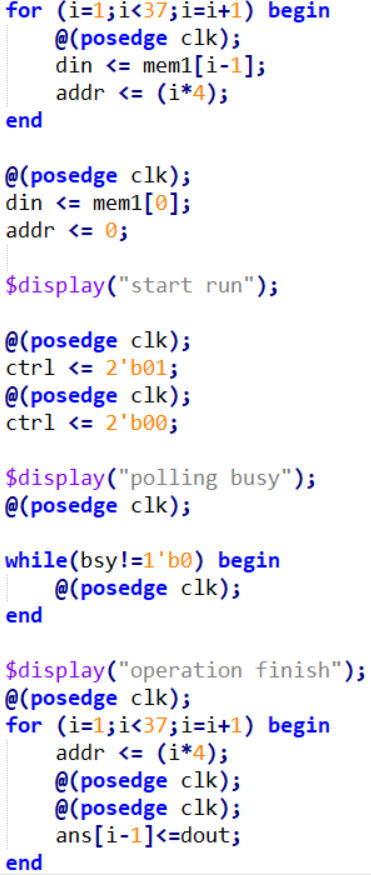 for (i=1;i<37;i=i+1) begin
    @(posedge clk);
    din <= mem1[i-1];
    addr <= (i*4);
end

@(posedge clk);
din <= mem1[0];
addr <= 0;

$display("start run");

@(posedge clk);
ctrl <= 2'b01;
@(posedge clk);
ctrl <= 2'b00;

$display("polling busy");
@(posedge clk);

while(bsy!=1'b0) begin
    @(posedge clk);
end

$display("operation finish");
@(posedge clk);
for (i=1;i<37;i=i+1) begin
    addr <= (i*4);
    @(posedge clk);
    @(posedge clk);
    ans[i-1]<=dout;
end